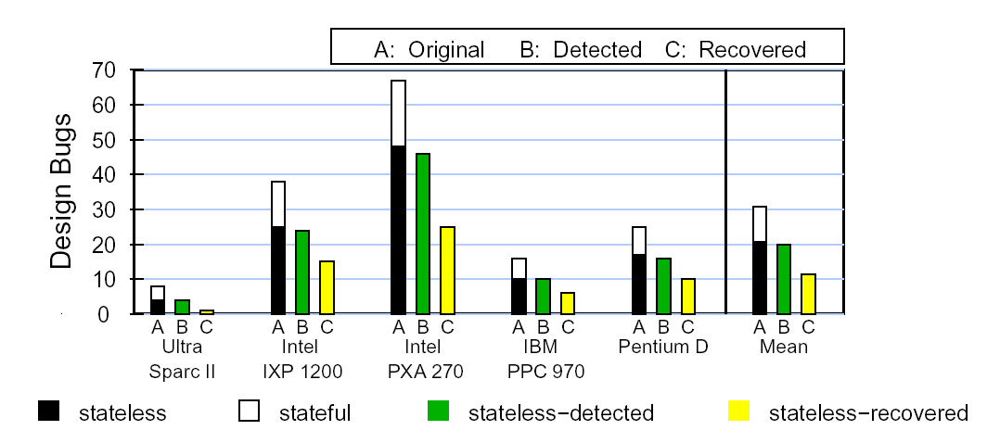 A: Original B: Detected C: Recovered
70
60
50
40
30
20
10
0
Design Bugs
A B C A B C A B C A B C A B C A B C
Ultra Intel Intel IBM Pentium D Mean
Sparc II IXP 1200 PXA 270 PPC 970
stateless stateful stateless−detected stateless−recovered